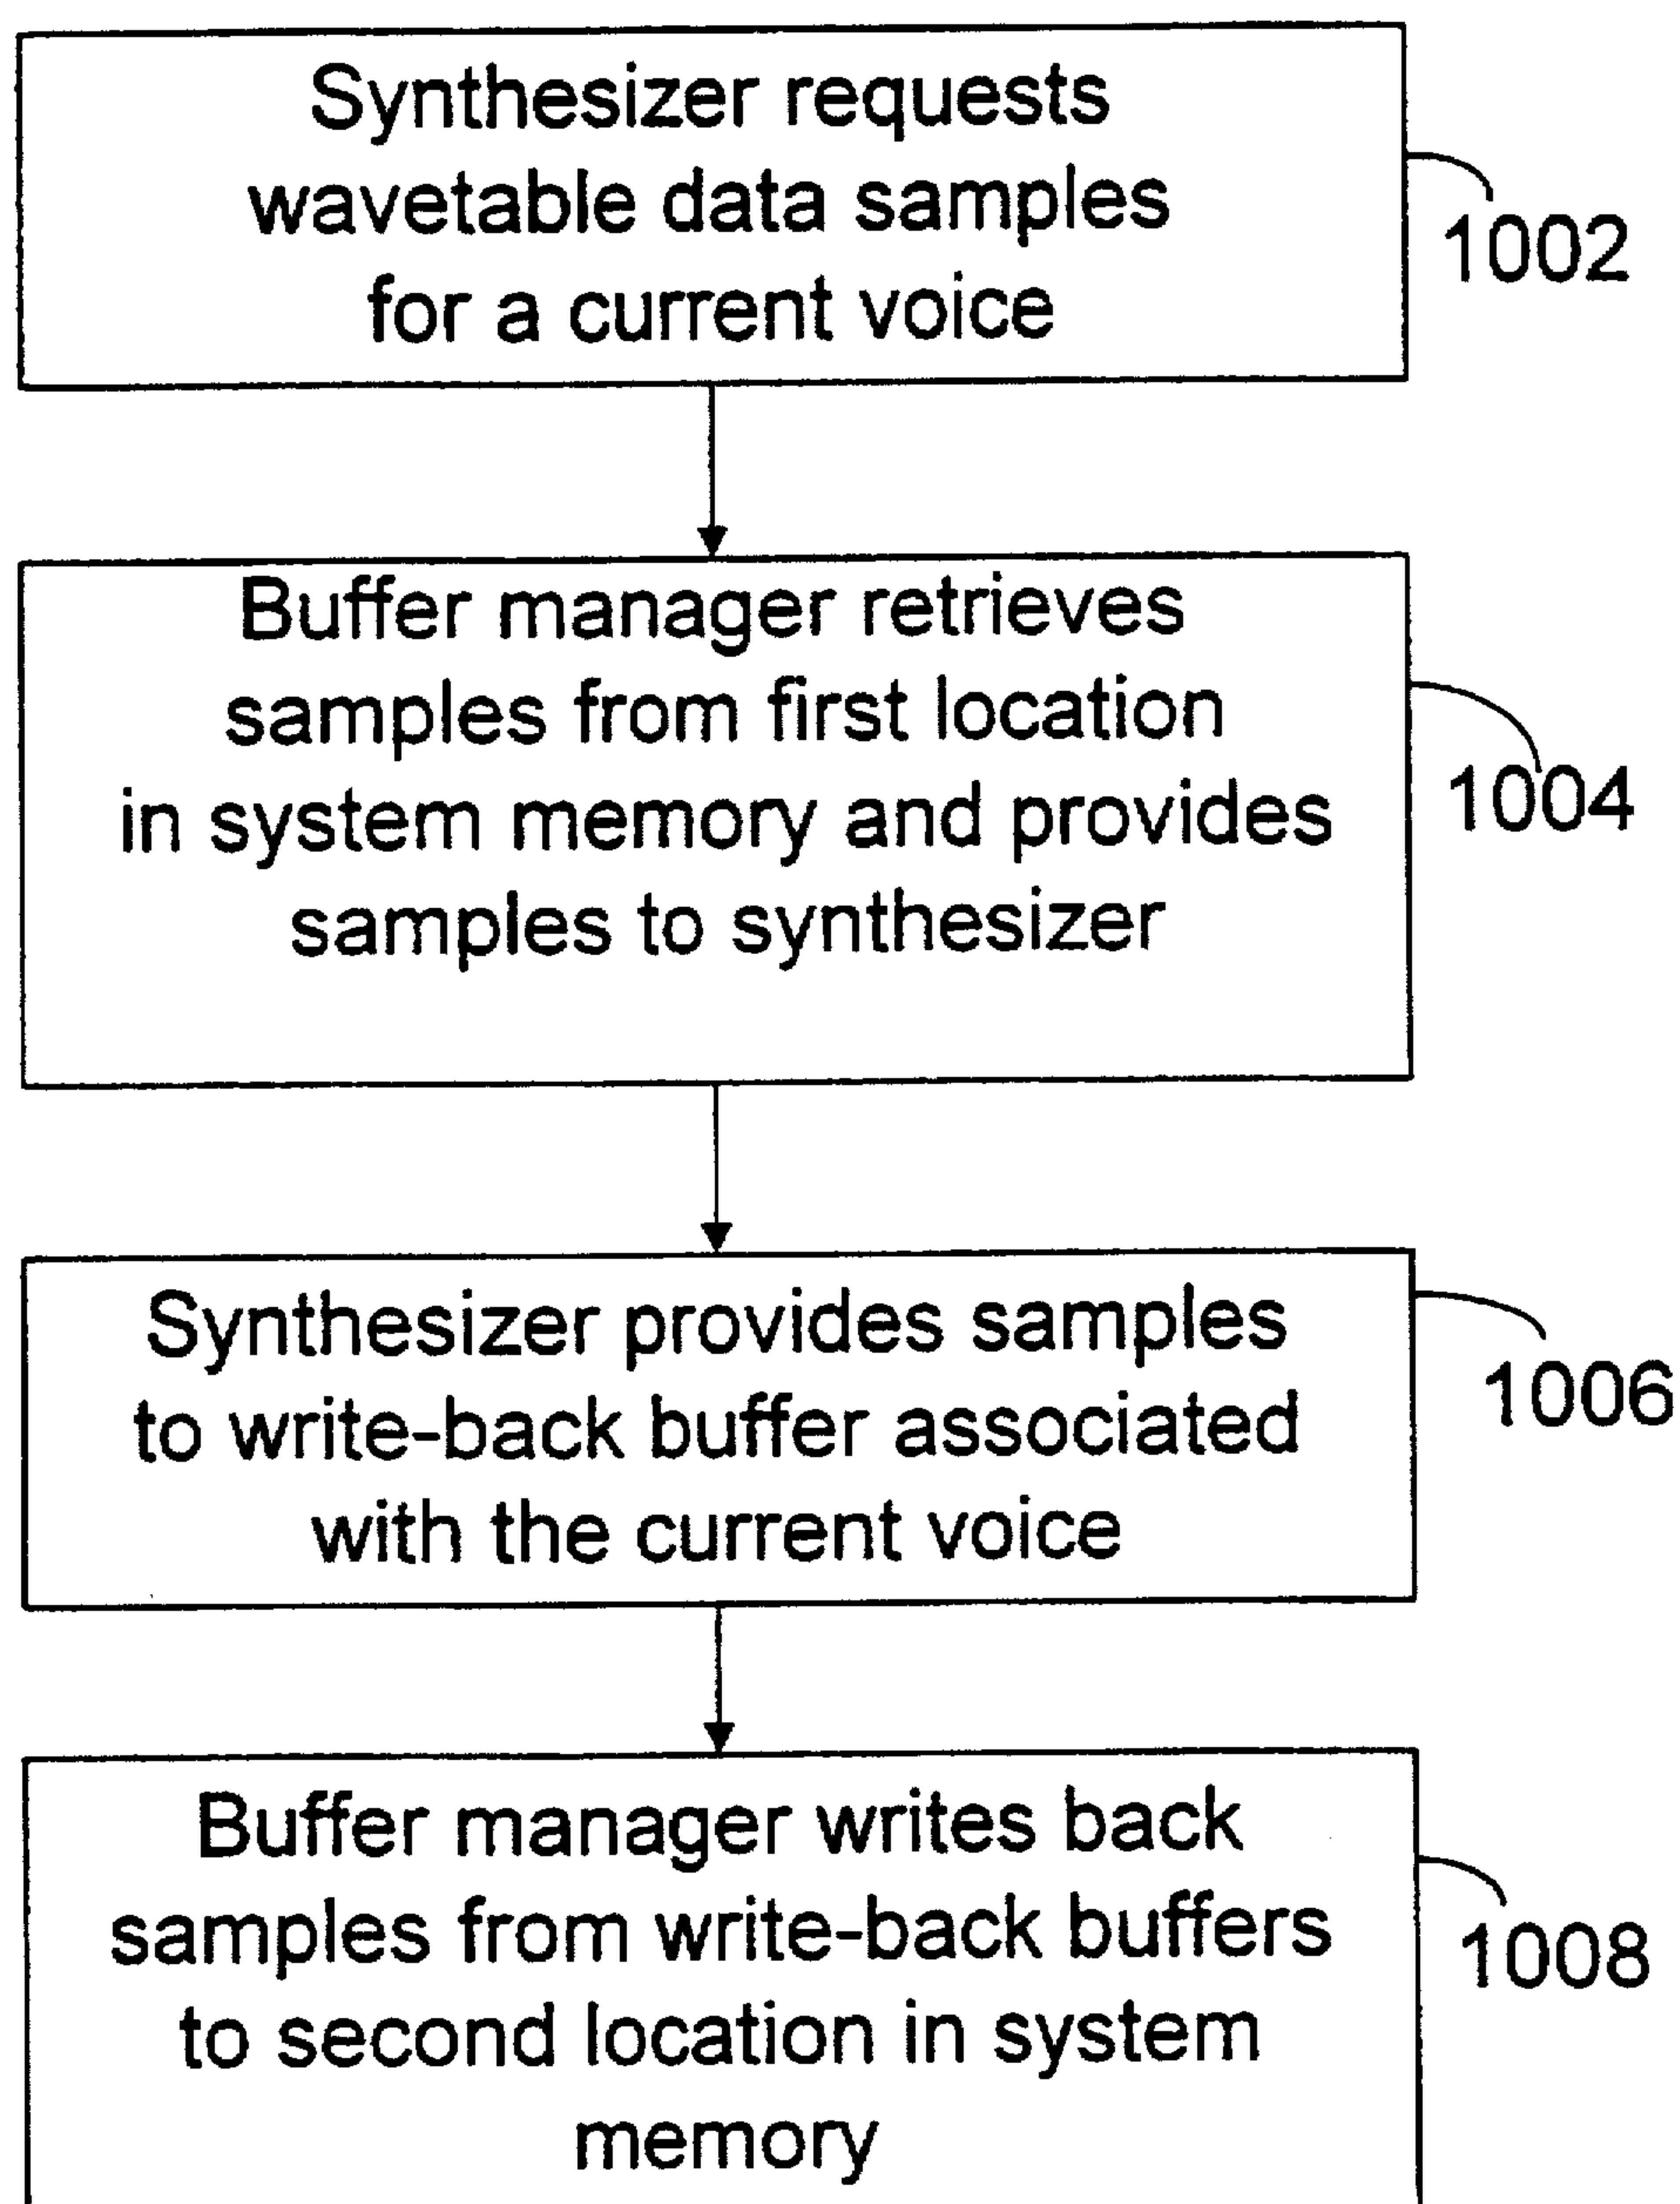 Synthesizer requests
wavetable data samples
for a current voice
1002
Buffer manager retrieves
samples from first location
in system memory and provides
samples to synthesizer
1004
Synthesizer provides samples
to write-back buffer associated
with the current voice
1006
Buffer manager writes back
samples from write-back buffers
to second location in system
memory
1008